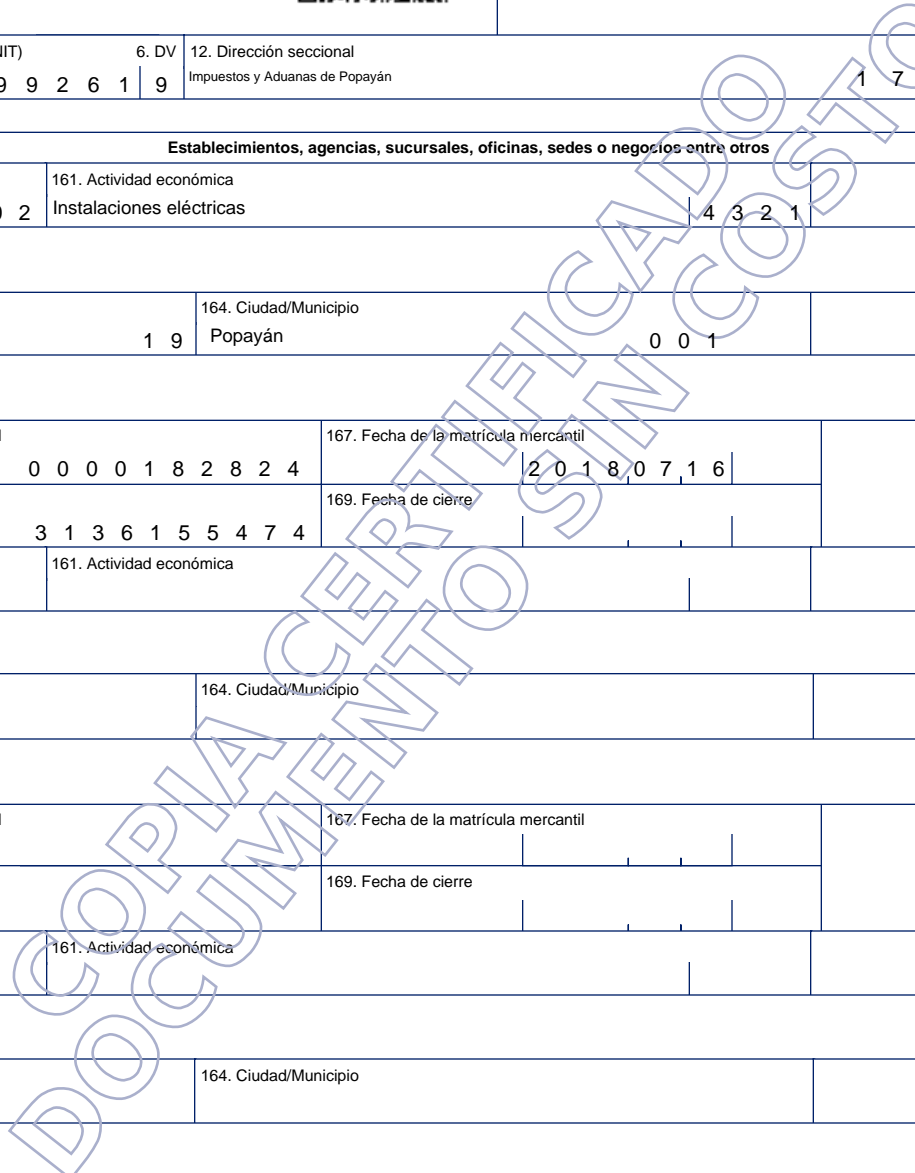 6. DV 12. Dirección seccional
9 2 6 1 9 Impuestos y Aduanas de Popayán 1 7
Establecimientos, agencias, sucursales, oficinas, sedes o negocios entre otros
161. Actividad económica
2 Instalaciones eléctricas 4 3 2 1
164. Ciudad/Municipio
1 9 Popayán 0 0 1
167. Fecha de la matrícula mercantil
0 0 0 0 1 8 2 8 2 4 2 0 1 8 0 7 1 6
169. Fecha de cierre
3 1 3 6 1 5 5 4 7 4
161. Actividad económica
164. Ciudad/Municipio
167. Fecha de la matrícula mercantil
169. Fecha de cierre
161. Actividad económica
164. Ciudad/Municipio
COPIA CERTIFICADO
DOCUMENTO SIN COSTO